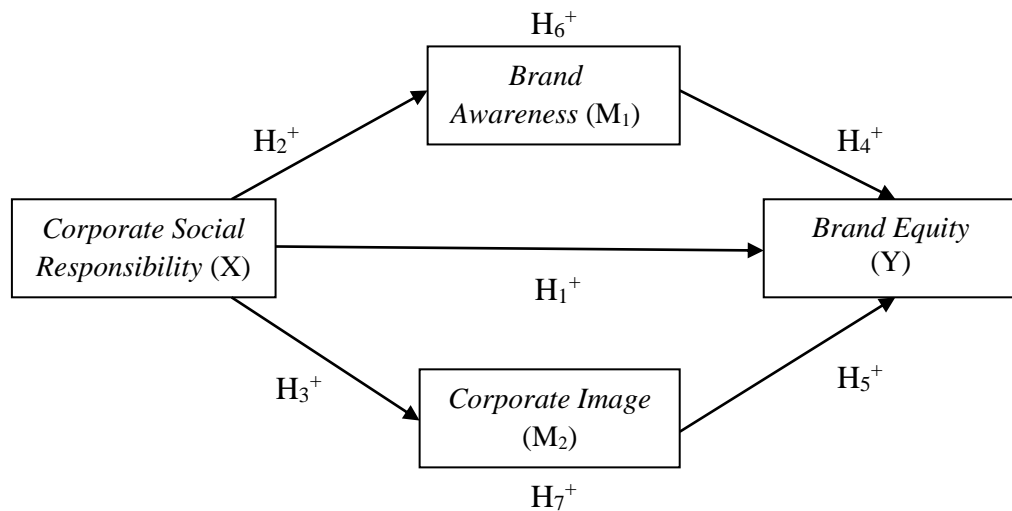 H₆⁺
Brand
Awareness (M₁)
H₂⁺
H₄⁺
Corporate Social
Responsibility (X)
Brand Equity
(Y)
H₁⁺
H₃⁺
H₅⁺
Corporate Image
(M₂)
H₇⁺